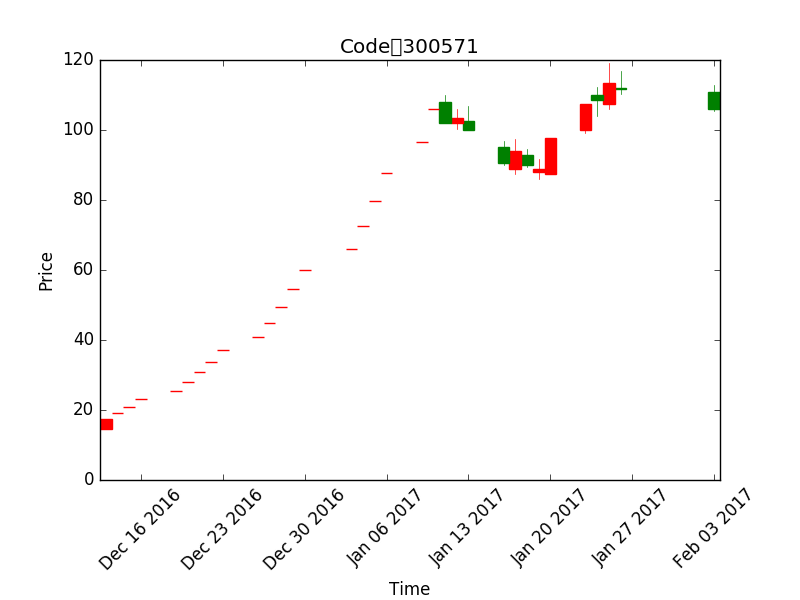 Code▯300571
120
100
80
60
40
20
0
Price
Dec 16 2016
Dec 23 2016
Dec 30 2016
Jan 06 2017
Jan 13 2017
Jan 20 2017
Jan 27 2017
Feb 03 2017
Time